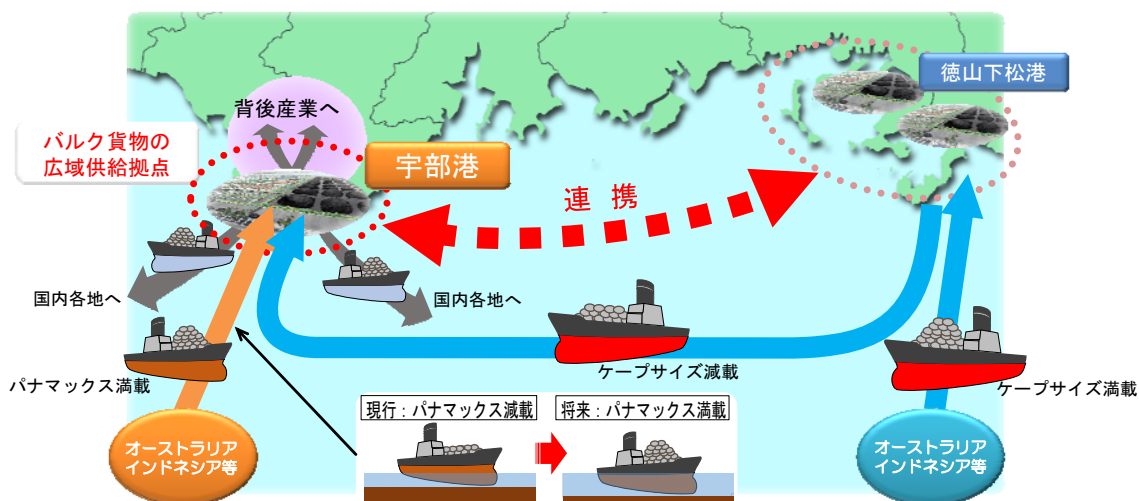 背後産業へ
徳山下松港
バルク貨物の
広域供給拠点
宇部港
連携
国内各地へ
国内各地へ
パナマックス満載
ケープサイズ減載
ケープサイズ満載
現行：パナマックス減載
将来：パナマックス満載
オーストラリア
インドネシア等
オーストラリア
インドネシア等